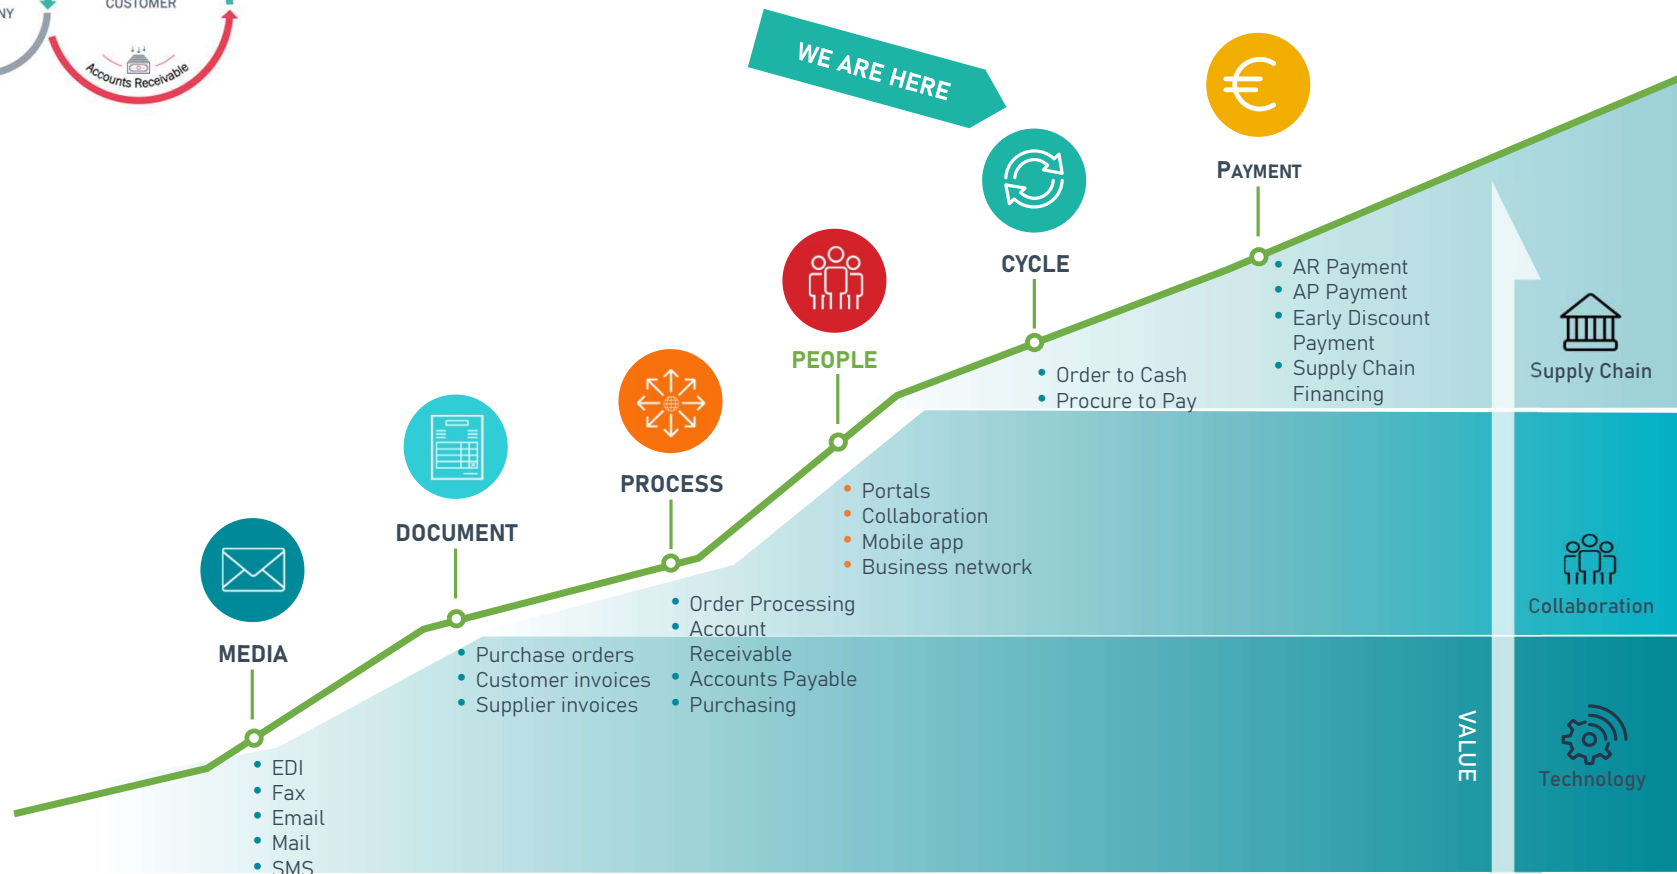 NY
CUSTOMER
Accounts Receivable
WE ARE HERE
PAYMENT
AR Payment
AP Payment
Early Discount
Payment
Supply Chain
Financing
CYCLE
Order to Cash
Procure to Pay
PEOPLE
Portals
Collaboration
Mobile app
Business network
PROCESS
Order Processing
Account
Receivable
Accounts Payable
Purchasing
DOCUMENT
Purchase orders
Customer invoices
Supplier invoices
MEDIA
EDI
Fax
Email
Mail
SMS
VALUE
Supply Chain
Collaboration
Technology